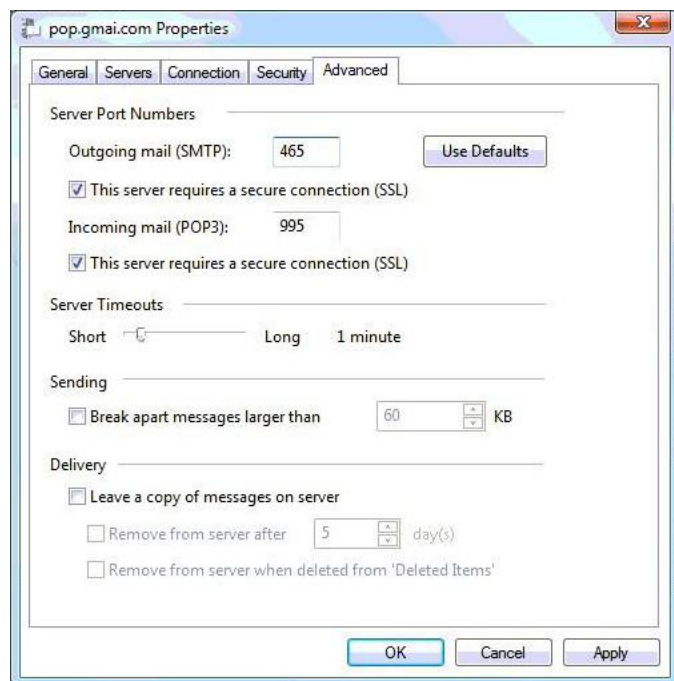 pop.gmai.com Properties
General Servers Connection Security Advanced
Server Port Numbers
Outgoing mail (SMTP): 465 Use Defaults
This server requires a secure connection (SSL)
Incoming mail (POP3): 995
This server requires a secure connection (SSL)
Server Timeouts
Short Long 1 minute
Sending
Break apart messages larger than 60 KB
Delivery
Leave a copy of messages on server
Remove from server after 5 day(s)
Remove from server when deleted from 'Deleted Items'
OK Cancel Apply